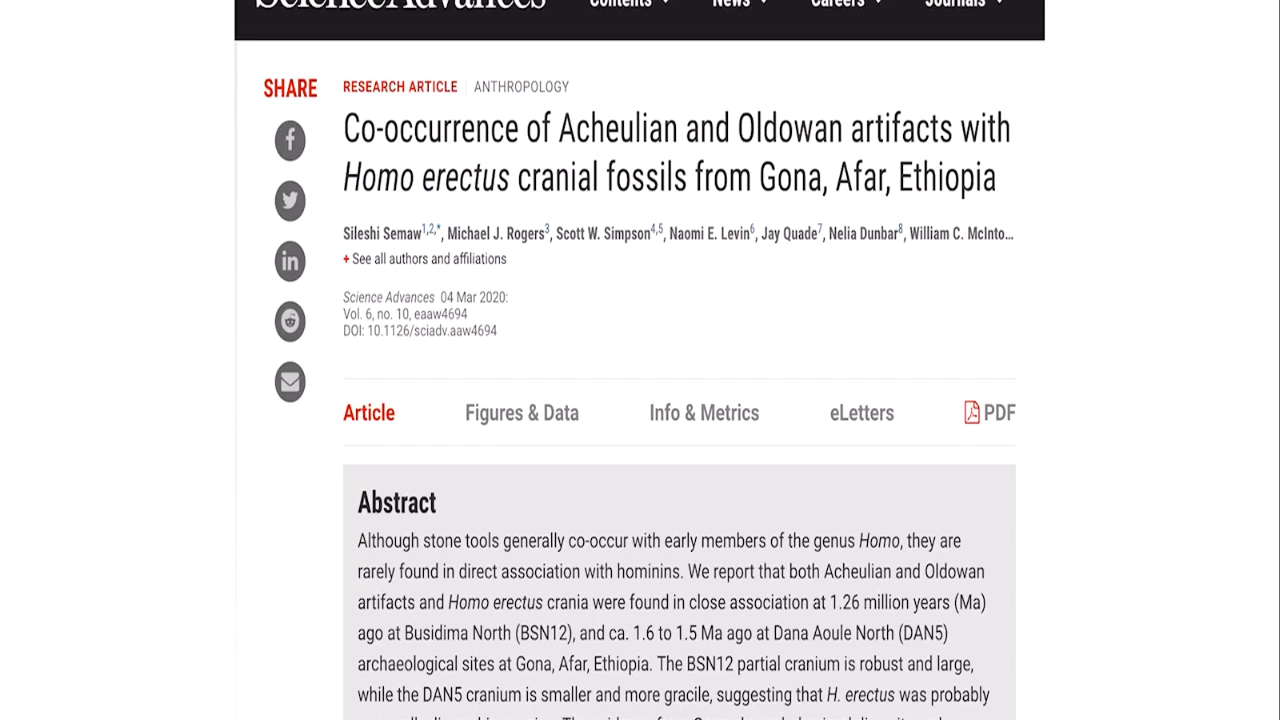 ScienceAdvances Contents News Careers Journals
SHARE
RESEARCH ARTICLE ANTHROPOLOGY
Co-occurrence of Acheulian and Oldowan artifacts with
Homo erectus cranial fossils from Gona, Afar, Ethiopia
Sileshi Semaw1,2,*, Michael J. Rogers3, Scott W. Simpson4,5, Naomi E. Levin6, Jay Quade7, Nelia Dunbar8, William C. McInto...
+ See all authors and affiliations
Science Advances 04 Mar 2020:
Vol. 6, no. 10, eaaw4694
DOI: 10.1126/sciadv.aaw4694
Article Figures & Data Info & Metrics eLetters PDF
Abstract
Although stone tools generally co-occur with early members of the genus Homo, they are
rarely found in direct association with hominins. We report that both Acheulian and Oldowan
artifacts and Homo erectus crania were found in close association at 1.26 million years (Ma)
ago at Busidima North (BSN12), and ca. 1.6 to 1.5 Ma ago at Dana Aoule North (DAN5)
archaeological sites at Gona, Afar, Ethiopia. The BSN12 partial cranium is robust and large,
while the DAN5 cranium is smaller and more gracile, suggesting that H. erectus was probably